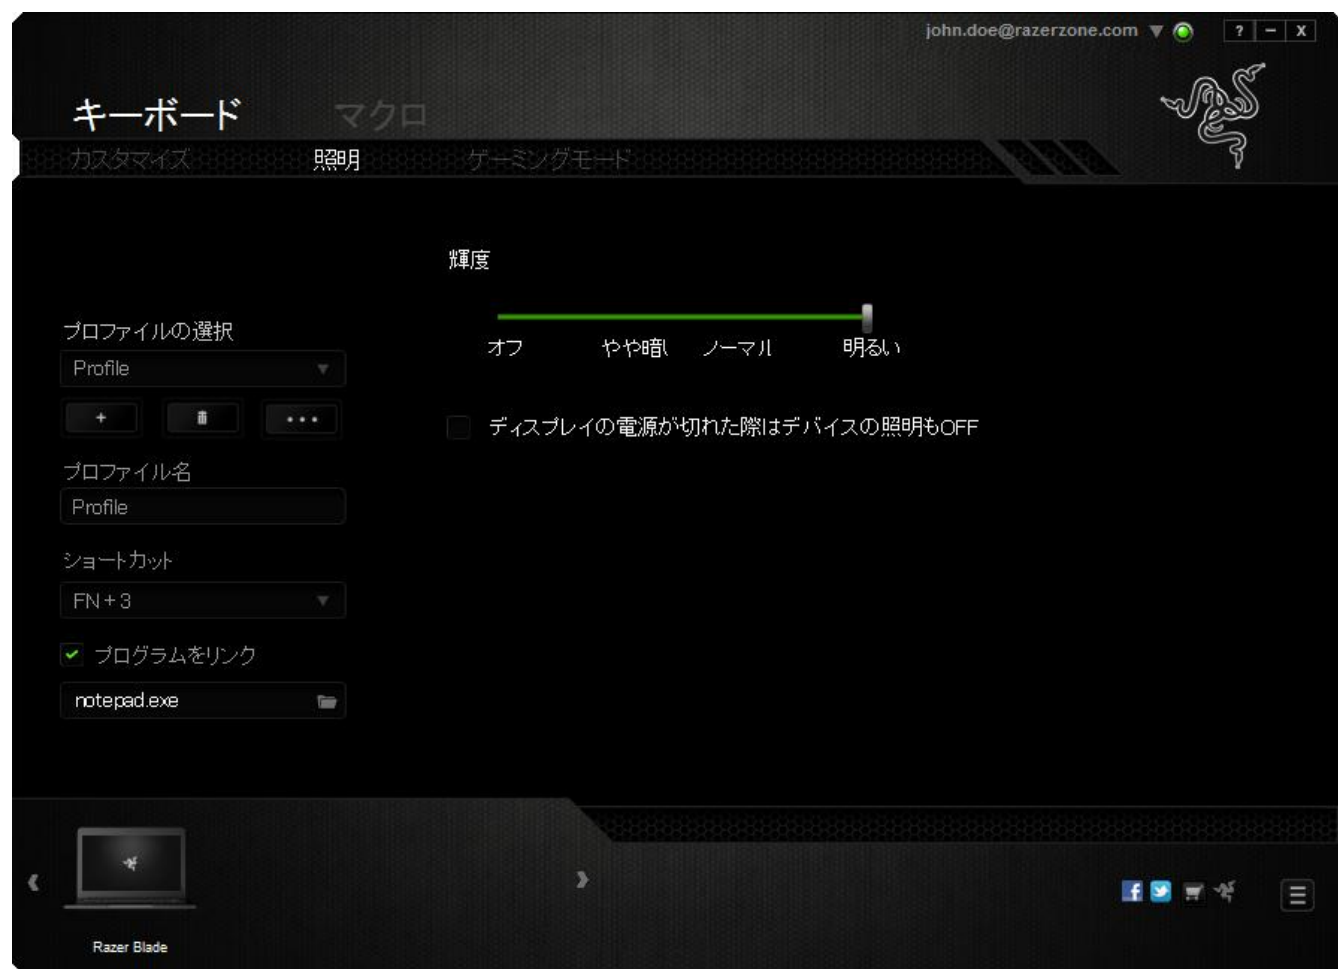 john.doe@razerzone.com
? − X
キーボード マクロ
カスタマイズ 照明 ゲーミングモード
輝度
オフ やや暗い ノーマル 明るい
ディスプレイの電源が切れた際はデバイスの照明もOFF
プロファイルの選択
Profile
+ ...
プロファイル名
Profile
ショートカット
FN + 3
プログラムをリンク
notepad.exe
Razer Blade